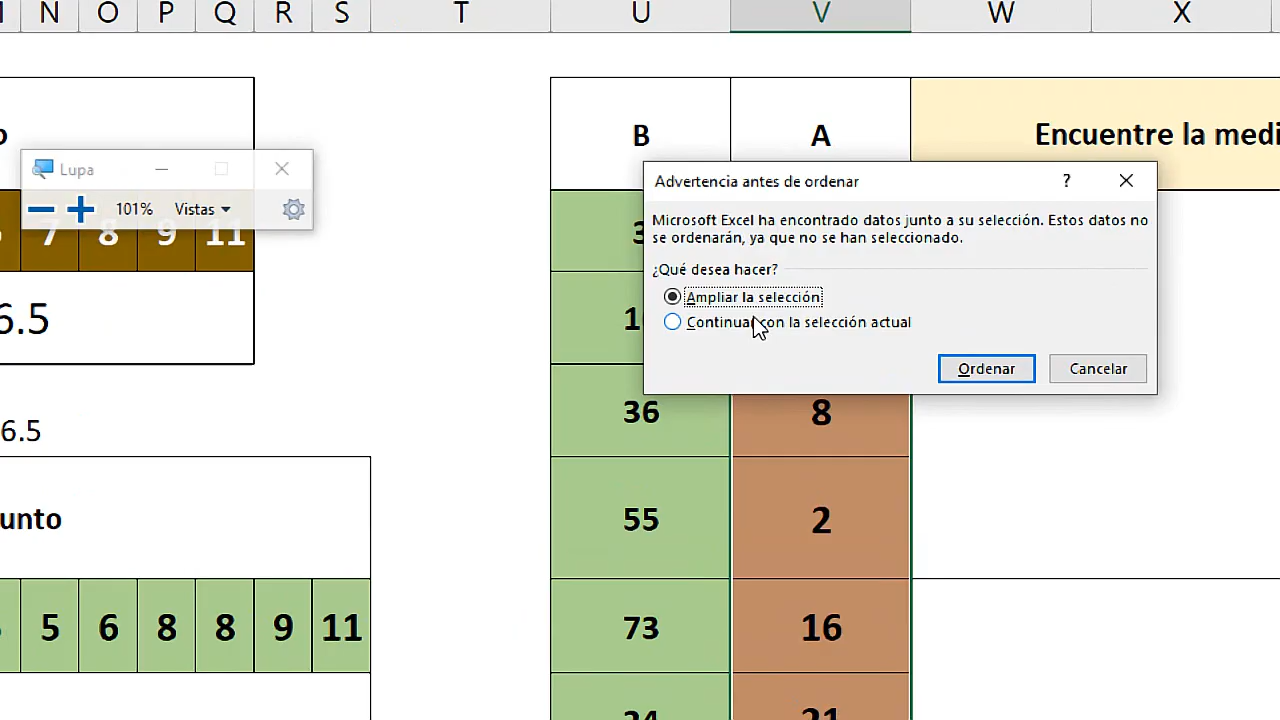 N O P Q R S T U V W X
B A Encuentre la medi
Lupa
101% Vistas
7 8 9 11
Advertencia antes de ordenar ?
Microsoft Excel ha encontrado datos junto a su selección. Estos datos no
se ordenarán, ya que no se han seleccionado.
¿Qué desea hacer?
Ampliar la selección
Continuar con la selección actual
Ordenar Cancelar
6.5
36 8
6.5
unto
55 2
5 6 8 8 9 11
73 16